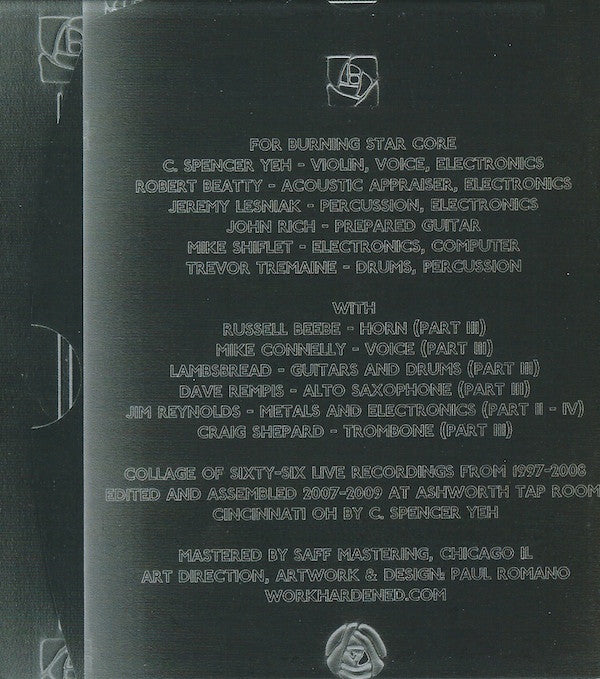 FOR BURNING STAR CORE
C. SPENCER YEH - VIOLIN, VOICE, ELECTRONICS
ROBERT BEATTY - ACOUSTIC APPRAISER, ELECTRONICS
JEREMY LESNIAK - PERCUSSION, ELECTRONICS
JOHN RICH - PREPARED GUITAR
MIKE SHIFLET - ELECTRONICS, COMPUTER
TREVOR TREMAINE - DRUMS, PERCUSSION
WITH
RUSSELL BEEBE - HORN (PART III)
MIKE CONNELLY - VOICE (PART III)
LAMBSBREAD - GUITARS AND DRUMS (PART III)
DAVE REMPIS - ALTO SAXOPHONE (PART III)
JIM REYNOLDS - METALS AND ELECTRONICS (PART II - IV)
CRAIG SHEPARD - TROMBONE (PART III)
COLLAGE OF SIXTY-SIX LIVE RECORDINGS FROM 1997-2008
EDITED AND ASSEMBLED 2007-2009 AT ASHWORTH TAP ROOM
CINCINNATI OH BY C. SPENCER YEH
MASTERED BY SAFF MASTERING, CHICAGO IL
ART DIRECTION, ARTWORK & DESIGN: PAUL ROMANO
WORKHARDENED.COM